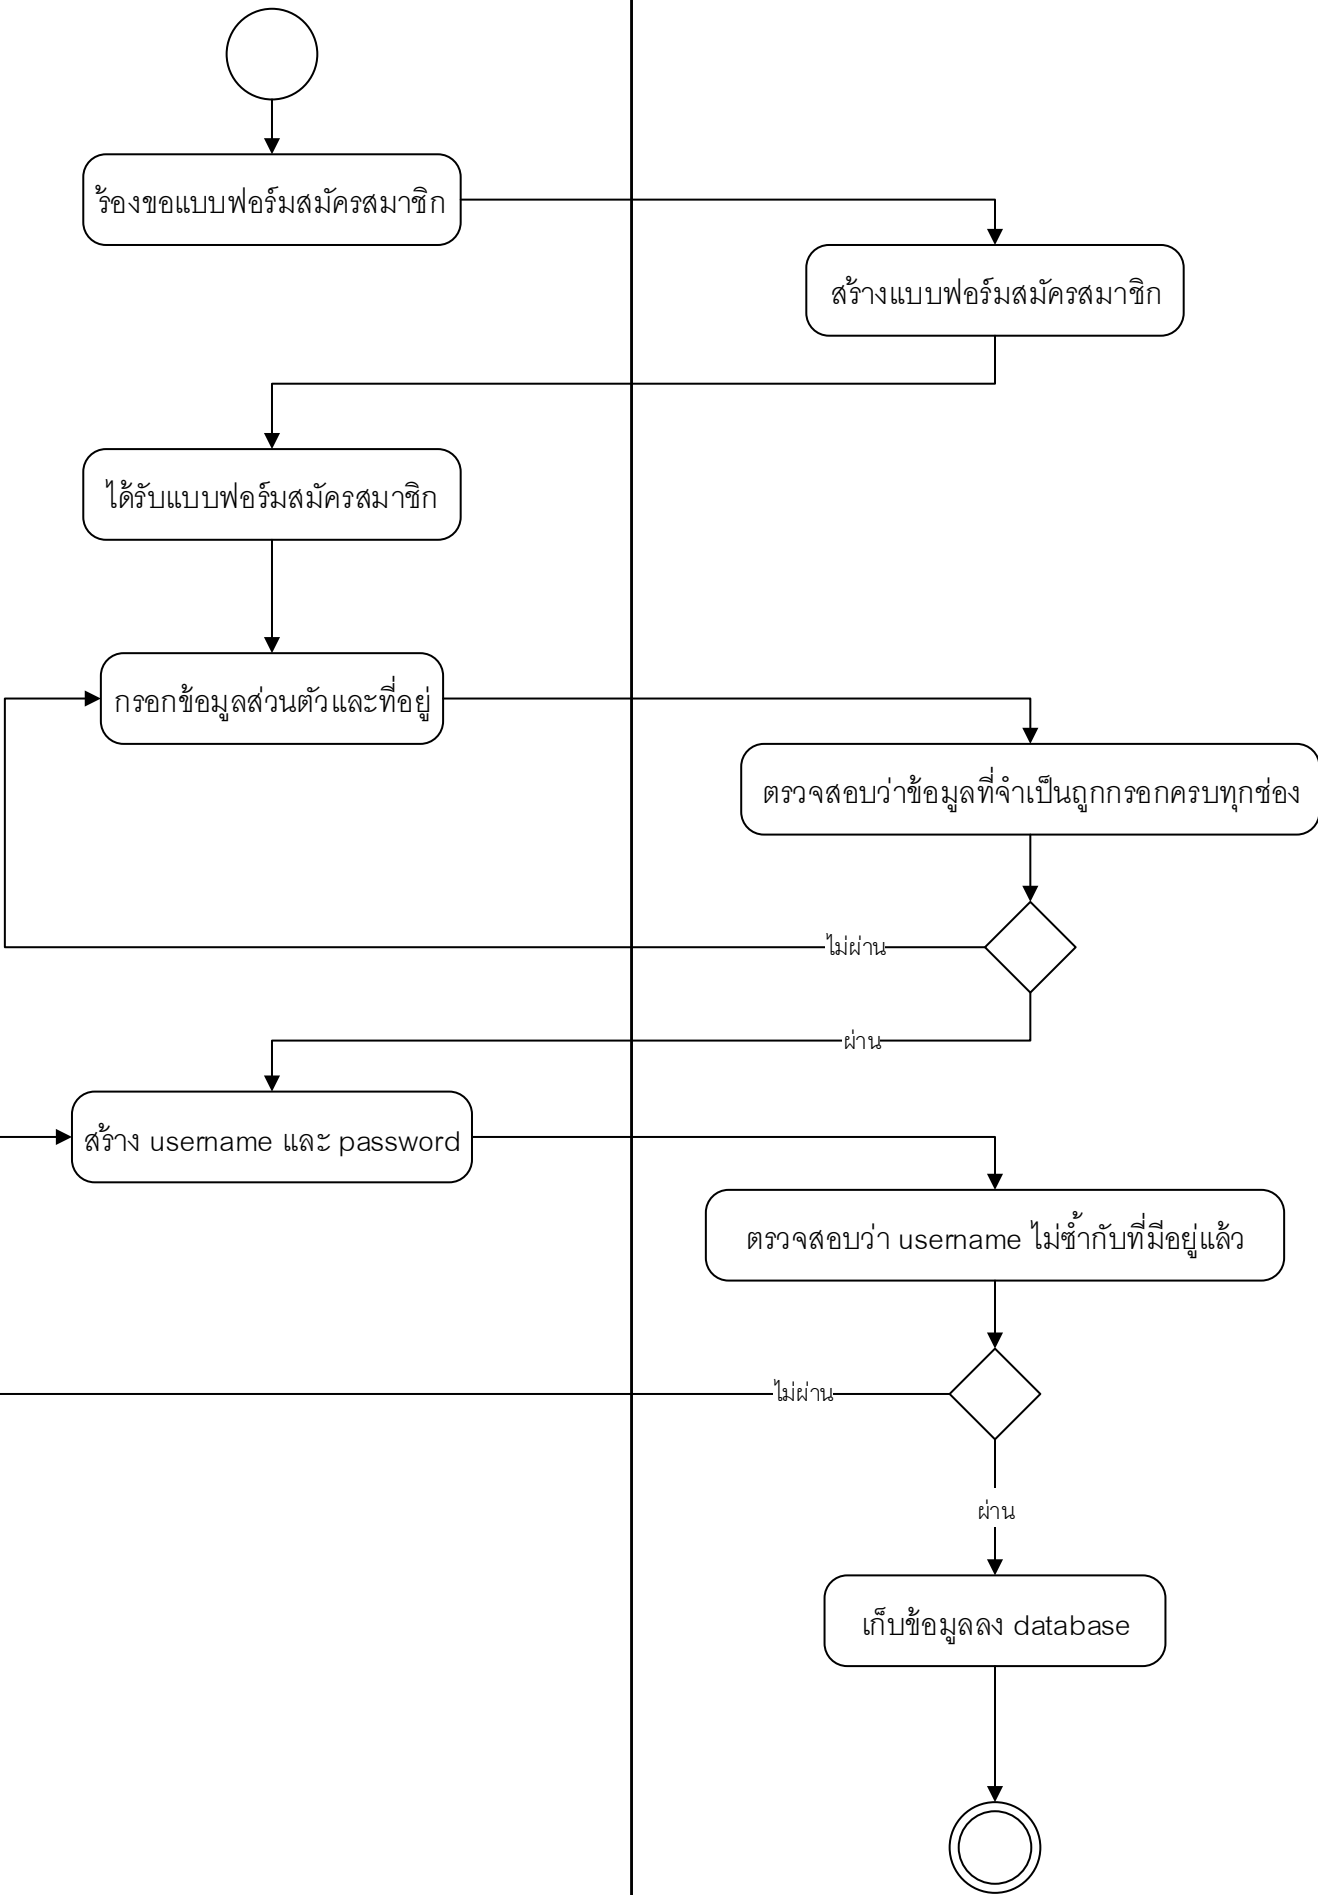 ร้องขอแบบฟอร์มสมัครสมาชิก
สร้างแบบฟอร์มสมัครสมาชิก
ได้รับแบบฟอร์มสมัครสมาชิก
กรอกข้อมูลส่วนตัวและที่อยู่
ตรวจสอบว่าข้อมูลที่จำเป็นถูกกรอกครบทุกช่อง
ไม่ผ่าน
ผ่าน
สร้าง username และ password
ตรวจสอบว่า username ไม่ซ้ำกับที่มีอยู่แล้ว
ไม่ผ่าน
ผ่าน
เก็บข้อมูลลง database